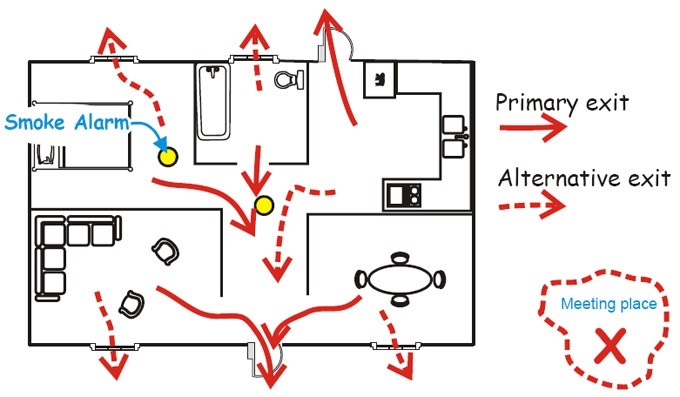 Smoke Alarm
Primary exit
Alternative exit
Meeting place